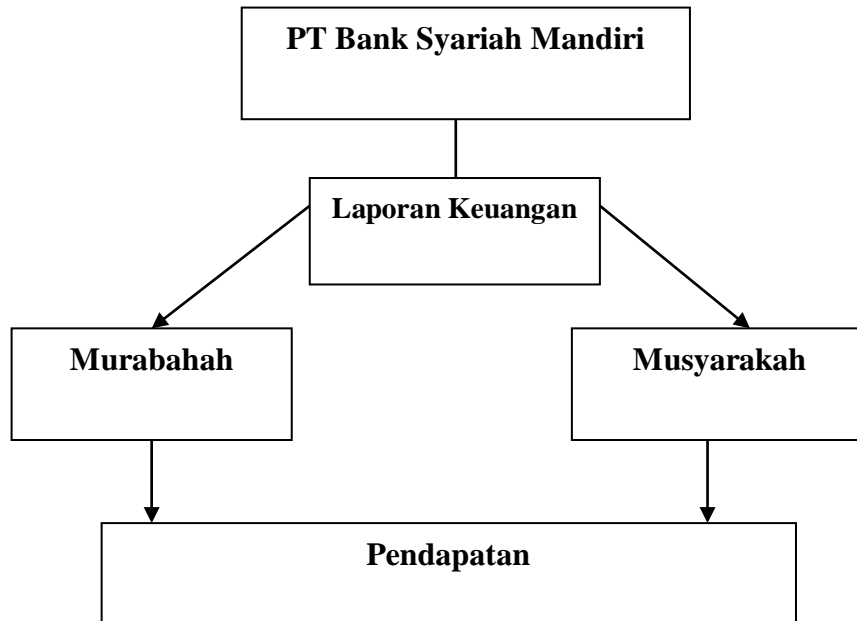 PT Bank Syariah Mandiri
Laporan Keuangan
Murabahah
Musyarakah
Pendapatan